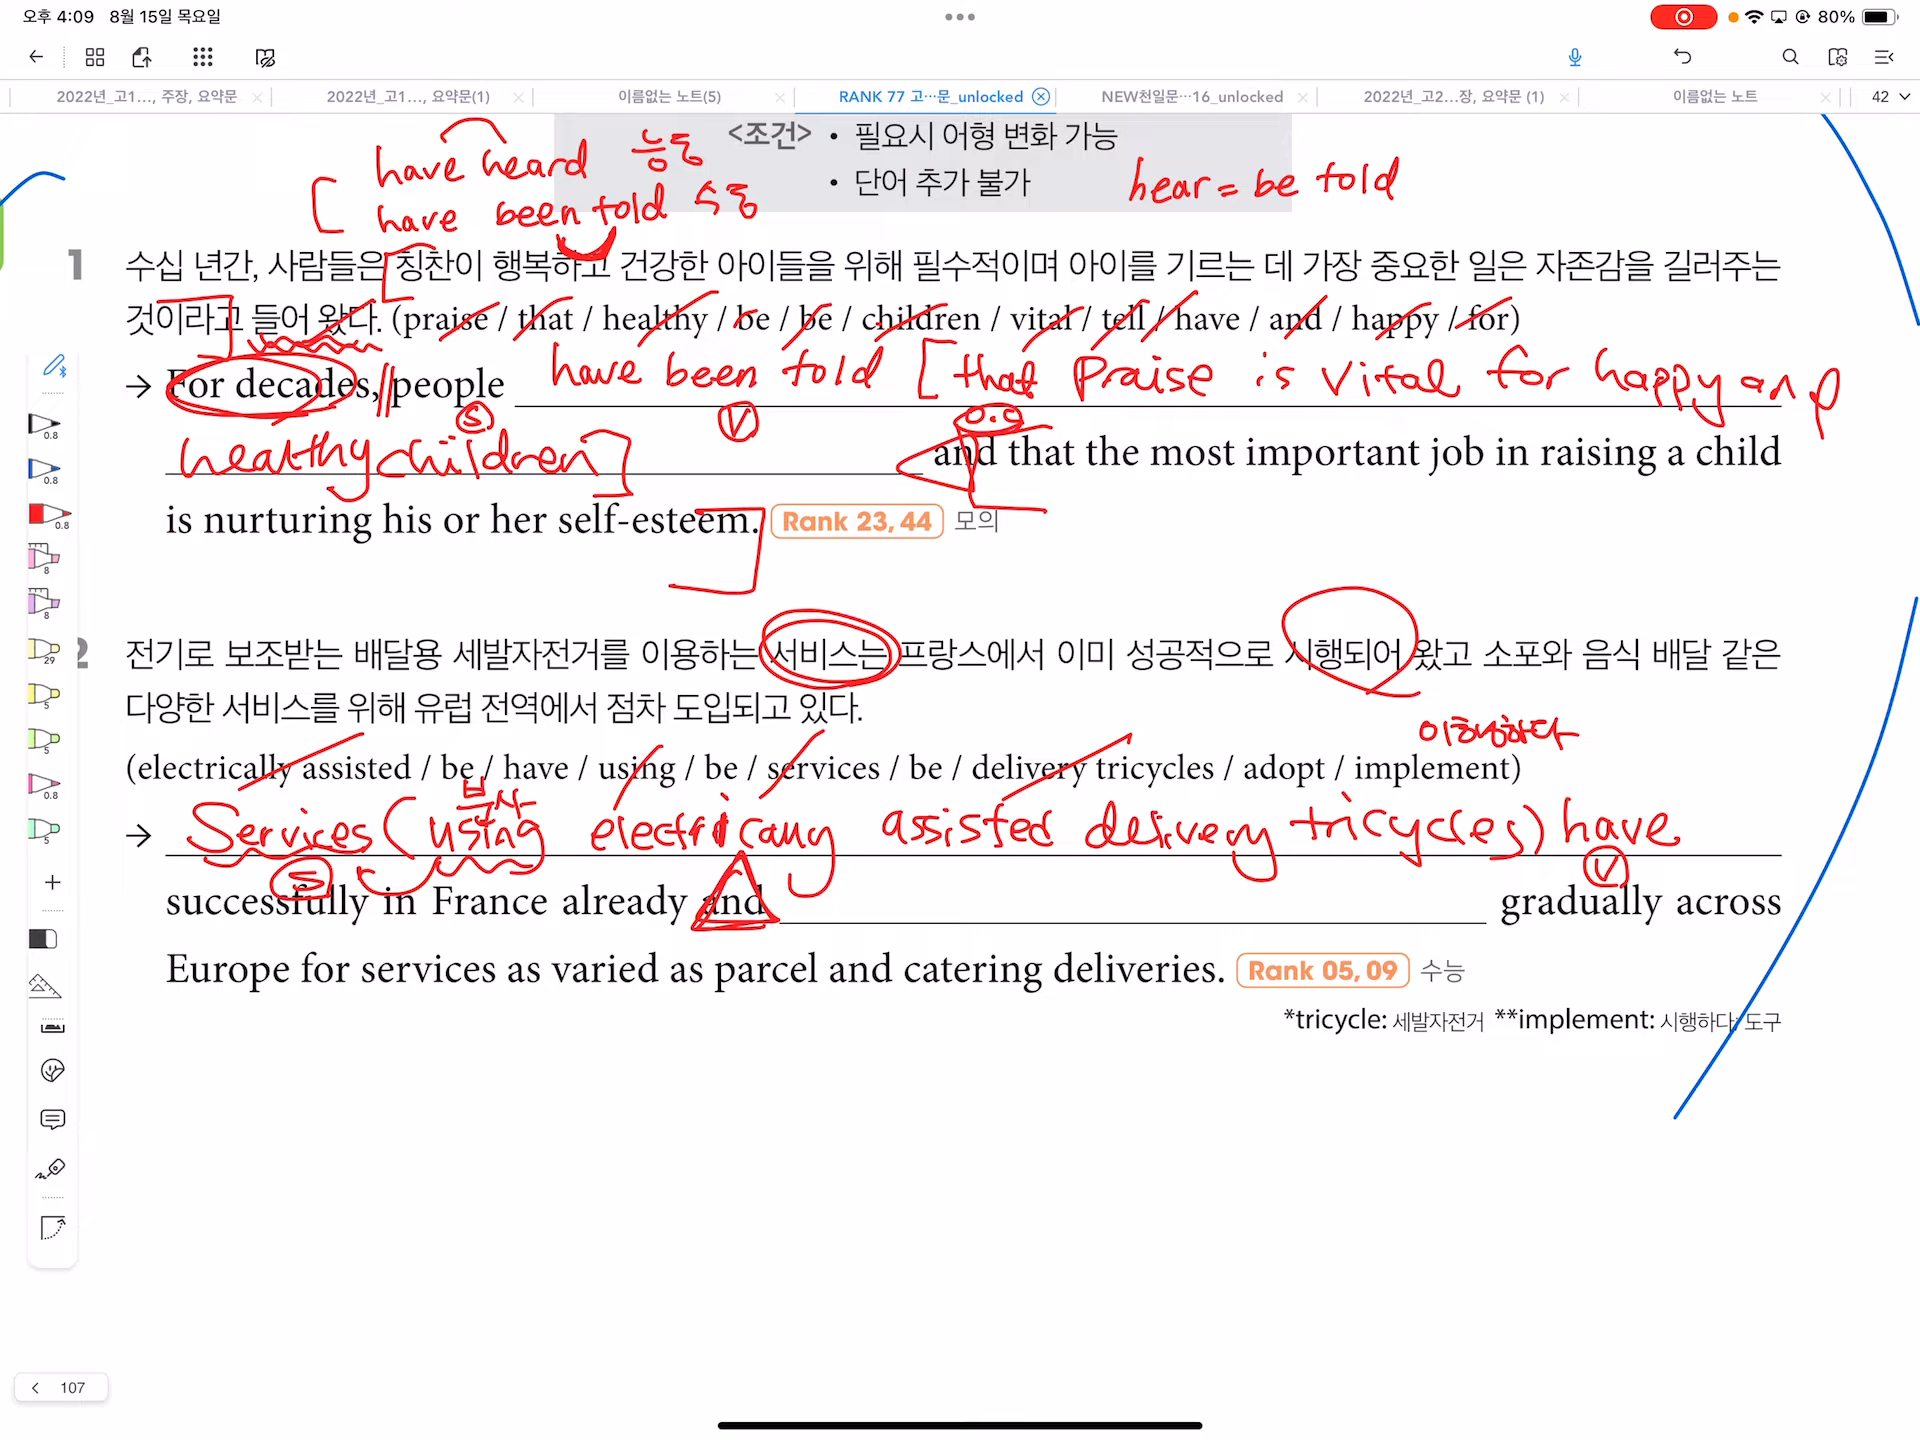 오후 4:09 8월 15일 목요일
80%
2022년_고1..., 주장, 요약문
2022년_고1..., 요약문(1)
이름없는 노트(5)
RANK 77 고...문_unlocked
NEW천일문...16_unlocked
2022년_고2...장, 요약문 (1)
이름없는 노트
42
<조건> • 필요시 어형 변화 가능
• 단어 추가 불가
have heard 능동
have been told 수동
hear = be told
1 수십 년간, 사람들은 칭찬이 행복하고 건강한 아이들을 위해 필수적이며 아이를 기르는 데 가장 중요한 일은 자존감을 길러주는
것이라고 들어 왔다. (praise / that / healthy / be / be / children / vital / tell / have / and / happy / for)
→ For decades, people have been told [that Praise is vital for happy and
S V
healthy children] and that the most important job in raising a child
is nurturing his or her self-esteem. Rank 23, 44 모의
2 전기로 보조받는 배달용 세발자전거를 이용하는 서비스는 프랑스에서 이미 성공적으로 시행되어 왔고 소포와 음식 배달 같은
다양한 서비스를 위해 유럽 전역에서 점차 도입되고 있다.
(electrically assisted / be / have / using / be / services / be / delivery tricycles / adopt / implement)
부사
→ Services (using electrically assisted delivery tricycles) have
S V
successfully in France already and gradually across
Europe for services as varied as parcel and catering deliveries. Rank 05, 09 수능
*tricycle: 세발자전거 **implement: 시행하다; 도구
0.8
0.8
0.8
8
8
29
5
5
0.8
5
107